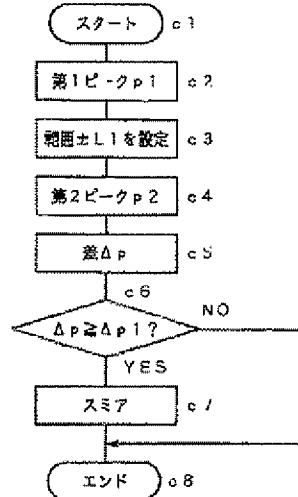 スタート c1
第1ピークp1 c2
範囲±L1を設定 c3
第2ピークp2 c4
差Δp c5
c6
Δp≧Δp1? NO
YES
スミア c7
エンド c8